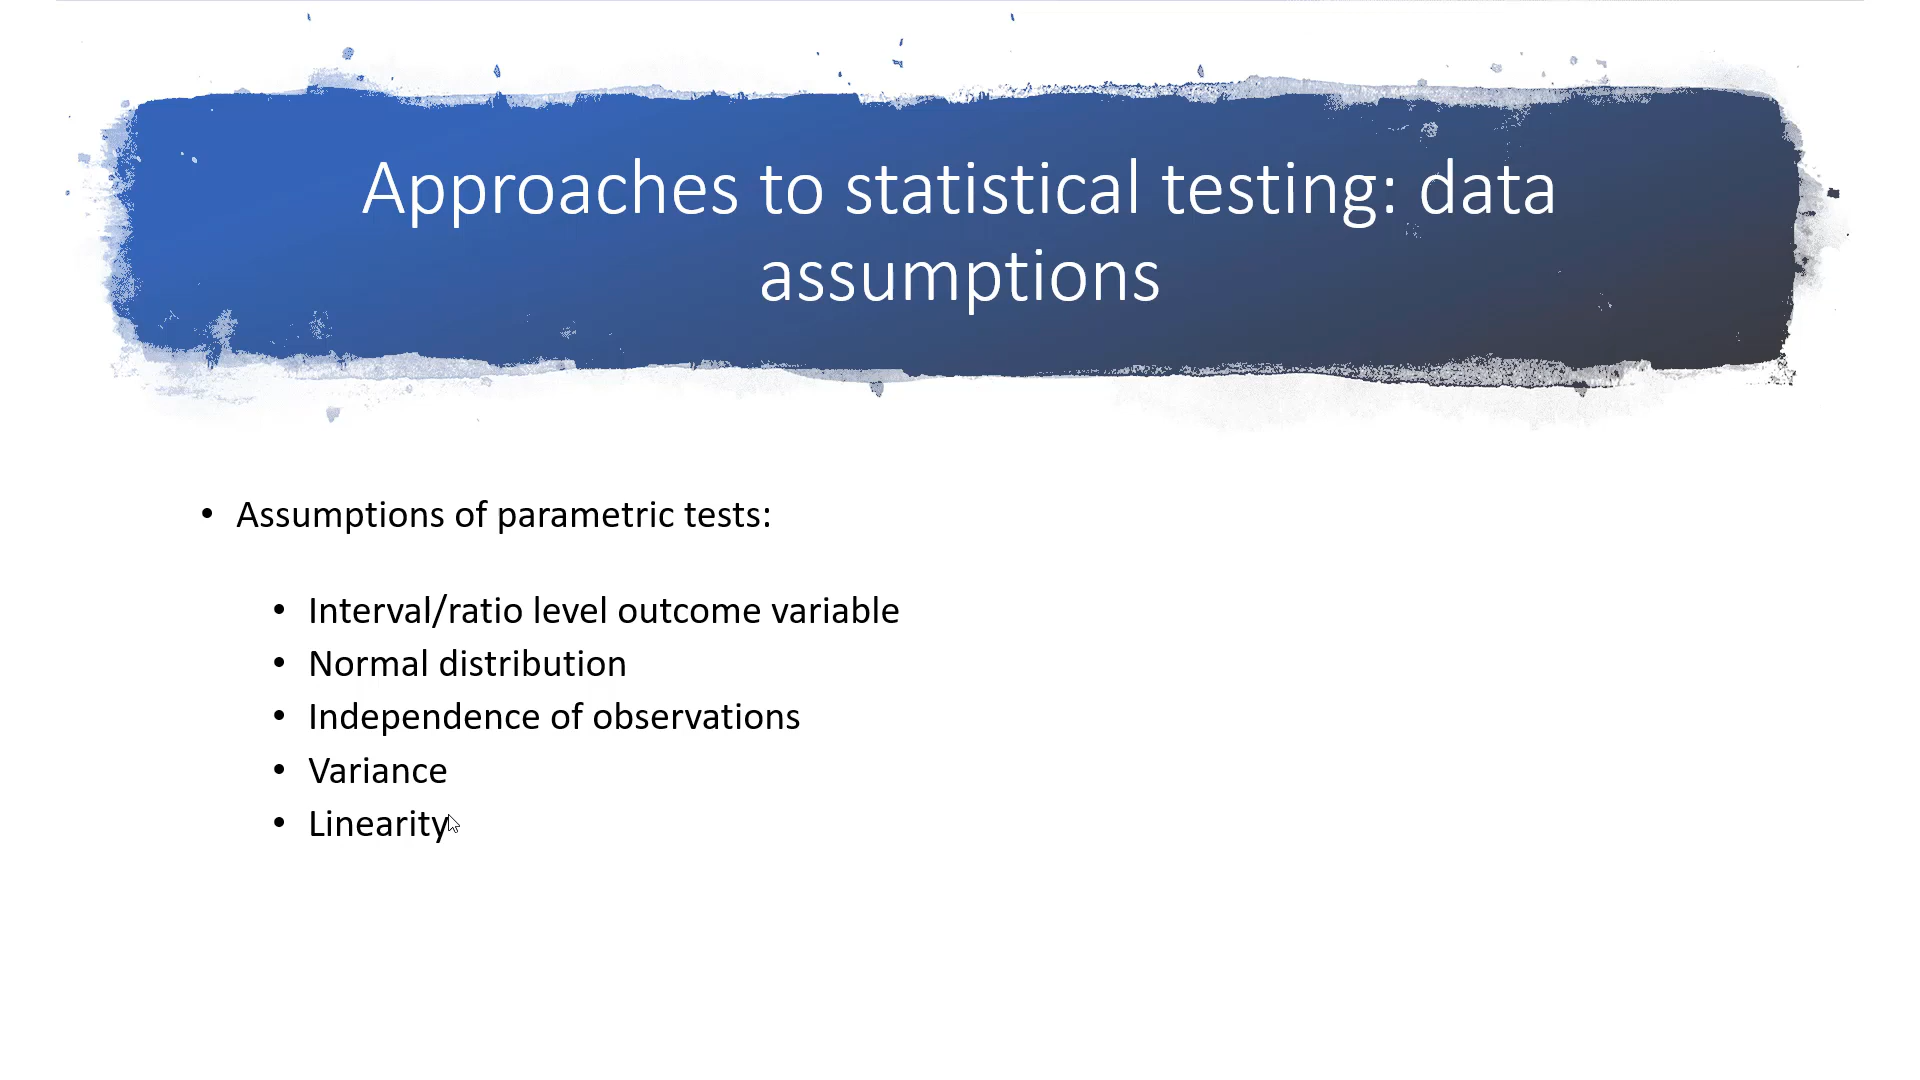 Approaches to statistical testing: data
assumptions
• Assumptions of parametric tests:
• Interval/ratio level outcome variable
• Normal distribution
• Independence of observations
• Variance
• Linearity